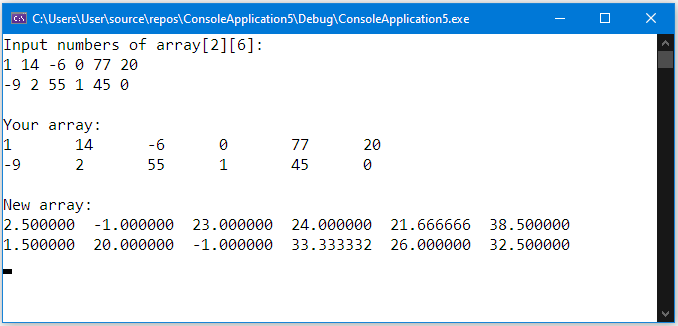 C:\Users\User\source\repos\ConsoleApplication5\Debug\ConsoleApplication5.exe
Input numbers of array[2][6]:
1 14 -6 0 77 20
-9 2 55 1 45 0
Your array:
1 14 -6 0 77 20
-9 2 55 1 45 0
New array:
2.500000 -1.000000 23.000000 24.000000 21.666666 38.500000
1.500000 20.000000 -1.000000 33.333332 26.000000 32.500000